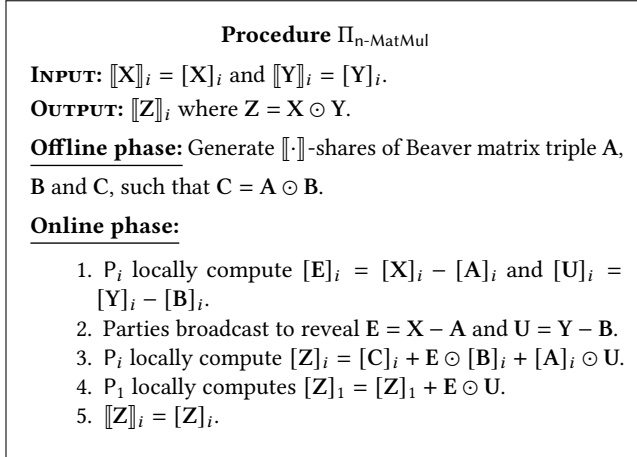 Procedure Π_n-MatMul
INPUT: ⟦X⟧_i = [X]_i and ⟦Y⟧_i = [Y]_i.
OUTPUT: ⟦Z⟧_i where Z = X ⊙ Y.
Offline phase: Generate ⟦·⟧-shares of Beaver matrix triple A,
B and C, such that C = A ⊙ B.
Online phase:
1. P_i locally compute [E]_i = [X]_i − [A]_i and [U]_i =
[Y]_i − [B]_i.
2. Parties broadcast to reveal E = X − A and U = Y − B.
3. P_i locally compute [Z]_i = [C]_i + E ⊙ [B]_i + [A]_i ⊙ U.
4. P_1 locally computes [Z]_1 = [Z]_1 + E ⊙ U.
5. ⟦Z⟧_i = [Z]_i.